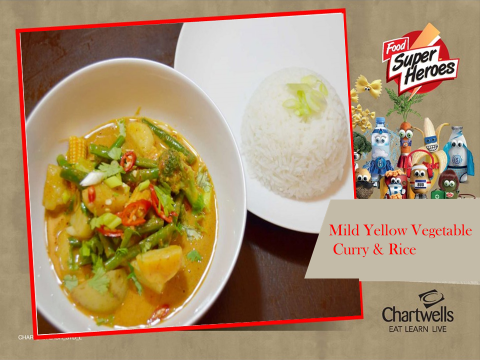 Food
Super
Heroes
Mild Yellow Vegetable
Curry & Rice
Chartwells
EAT LEARN LIVE